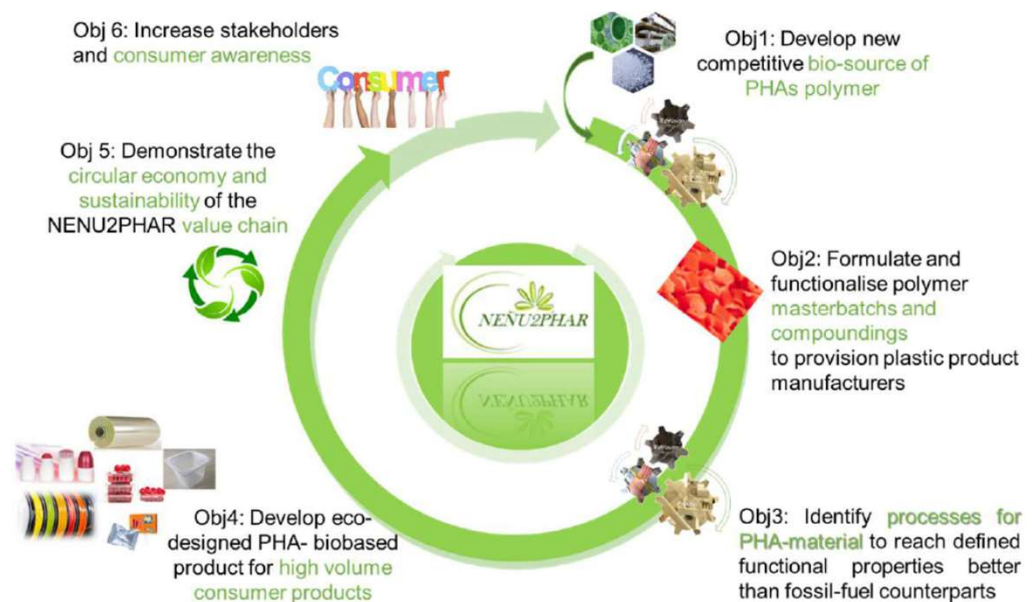 Obj 6: Increase stakeholders
and consumer awareness
Consumer
Obj1: Develop new
competitive bio-source of
PHAs polymer
Obj 5: Demonstrate the
circular economy and
sustainability of the
NENU2PHAR value chain
Obj2: Formulate and
functionalise polymer
masterbatchs and
compoundings
to provision plastic product
manufacturers
NEÑU2PHAR
Obj4: Develop eco-
designed PHA- biobased
product for high volume
consumer products
Obj3: Identify processes for
PHA-material to reach defined
functional properties better
than fossil-fuel counterparts